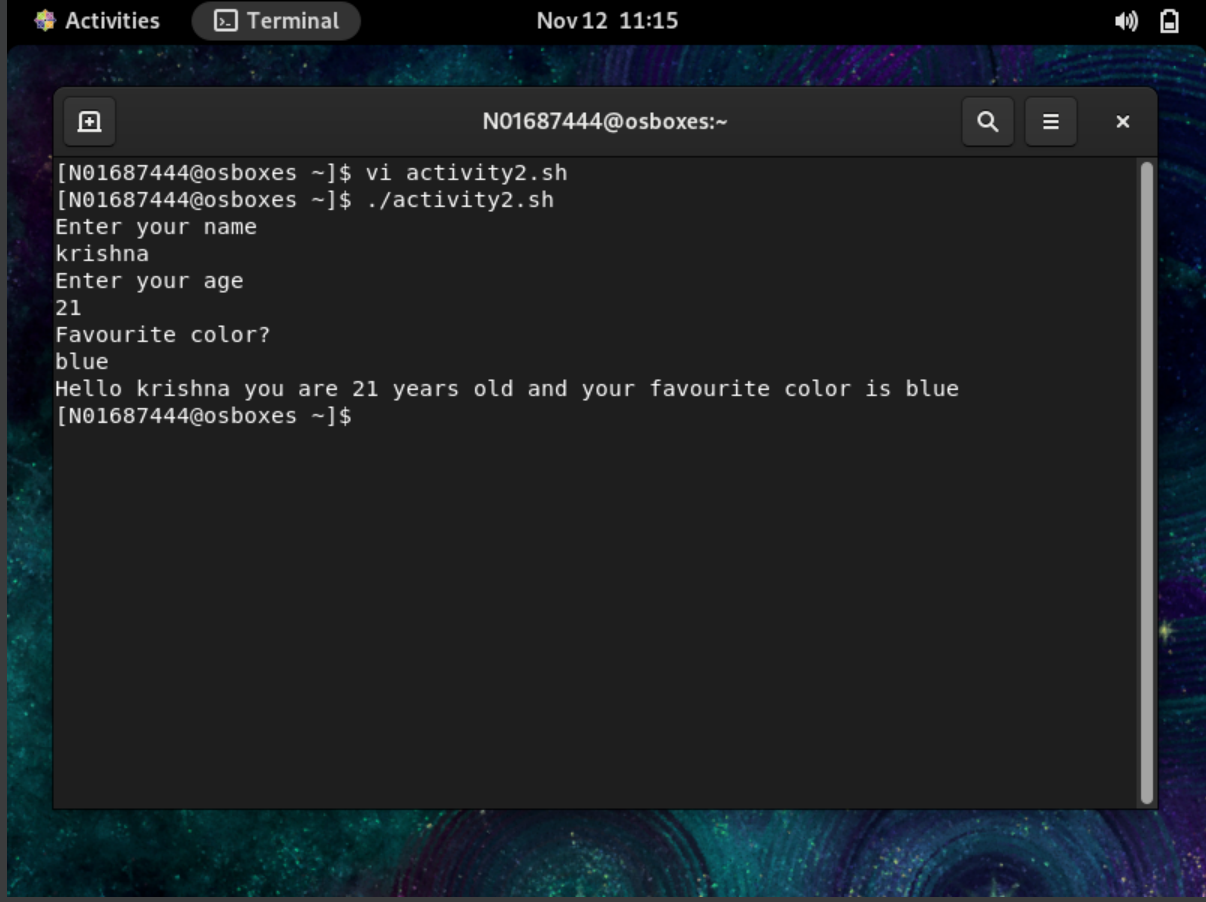 Activities
Terminal
Nov 12 11:15
N01687444@osboxes:~
[N01687444@osboxes ~]$ vi activity2.sh
[N01687444@osboxes ~]$ ./activity2.sh
Enter your name
krishna
Enter your age
21
Favourite color?
blue
Hello krishna you are 21 years old and your favourite color is blue
[N01687444@osboxes ~]$